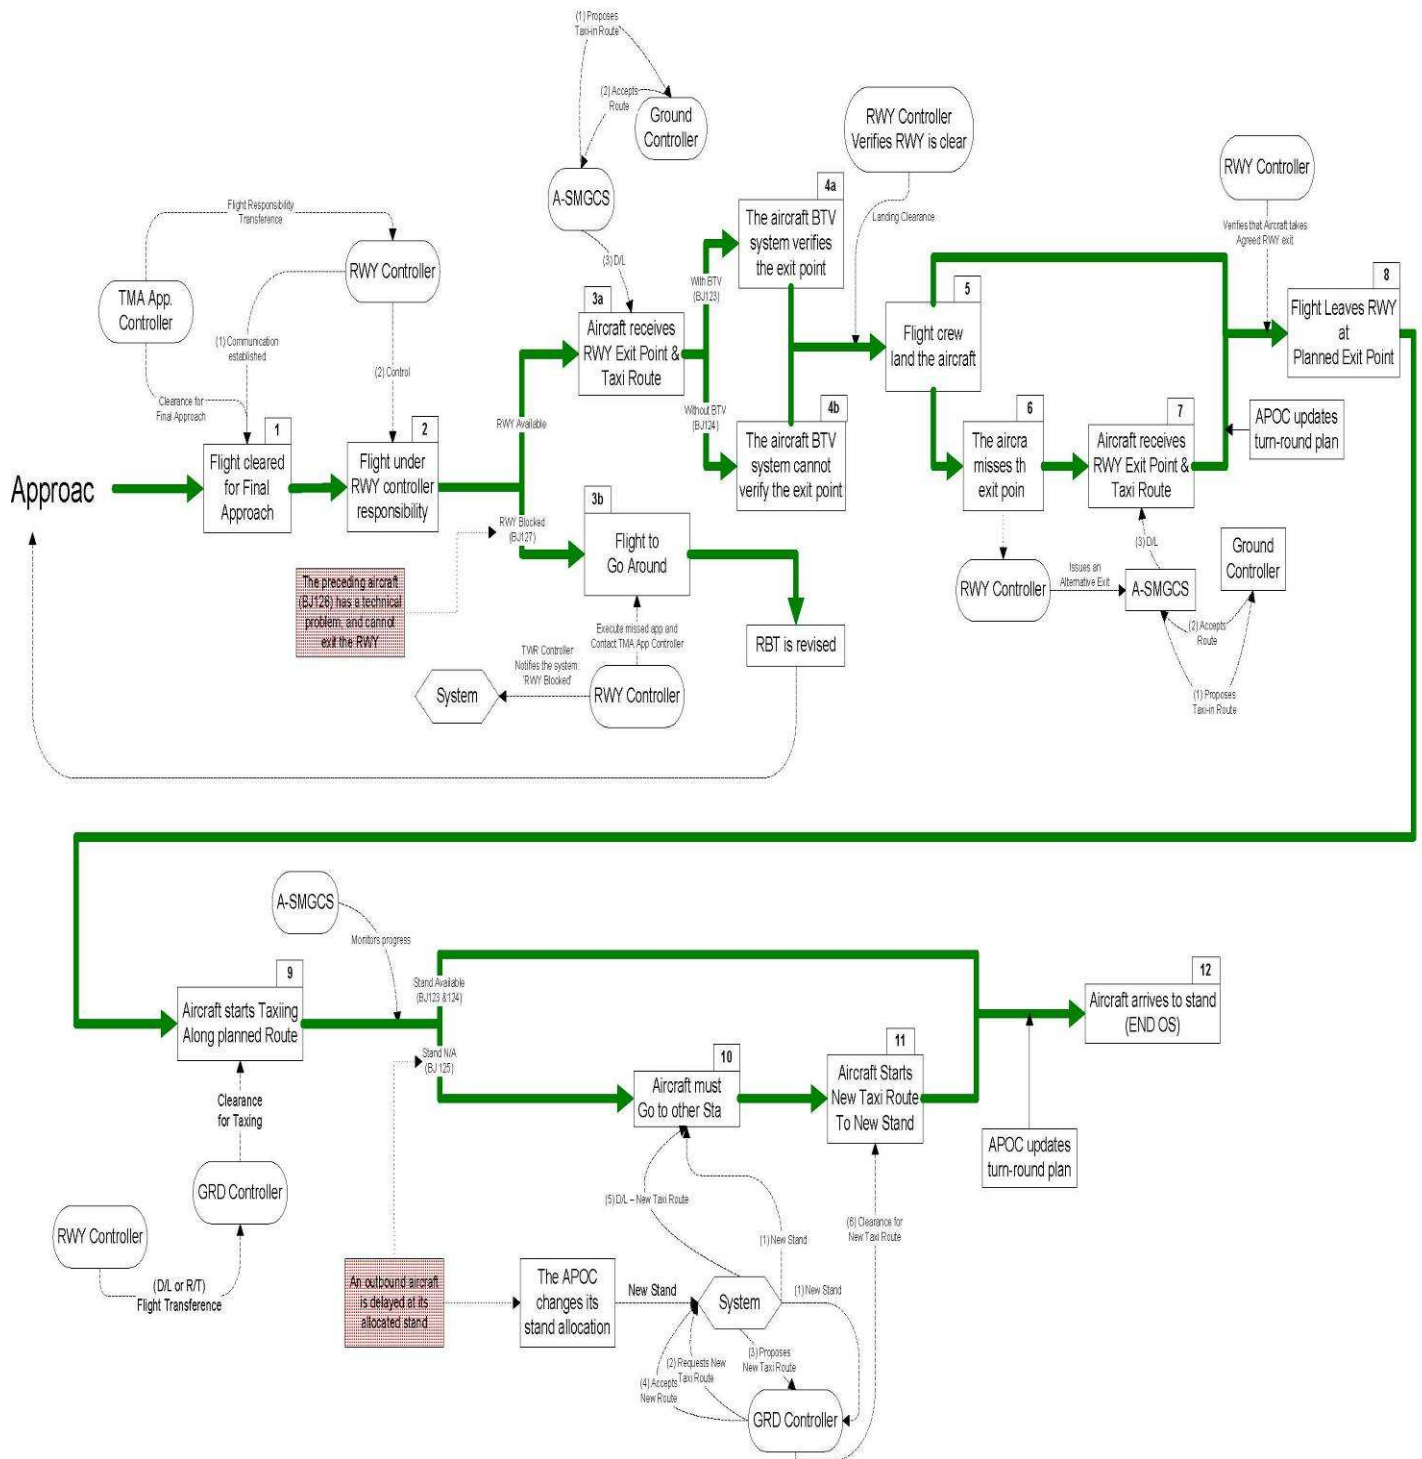 (1) Proposes
Taxi-in Route
(2) Accepts
Route
Ground
Controller
A-SMGCS
(3) D/L
RWY Controller
Verifies RWY is clear
Landing Clearance
RWY Controller
Verifies that Aircraft takes
Agreed RWY exit
Flight Responsibility
Transference
RWY Controller
TMA App.
Controller
(1) Communication
established
(2) Control
Clearance for
Final Approach
Approac
1
Flight cleared
for Final
Approach
2
Flight under
RWY controller
responsibility
RWY Available
RWY Blocked
(BJ127)
3a
Aircraft receives
RWY Exit Point &
Taxi Route
With BTV
(BJ123)
Without BTV
(BJ124)
4a
The aircraft BTV
system verifies
the exit point
4b
The aircraft BTV
system cannot
verify the exit point
5
Flight crew
land the aircraft
6
The aircra
misses th
exit poin
7
Aircraft receives
RWY Exit Point &
Taxi Route
8
Flight Leaves RWY
at
Planned Exit Point
APOC updates
turn-round plan
3b
Flight to
Go Around
The preceding aircraft
(BJ126) has a technical
problem, and cannot
exit the RWY
Execute missed app and
Contact TMA App Controller
TWR Controller
Notifies the system:
'RWY Blocked'
System
RWY Controller
RBT is revised
RWY Controller
Issues an
Alternative Exit
A-SMGCS
(3) D/L
Ground
Controller
(2) Accepts
Route
(1) Proposes
Taxi-in Route
A-SMGCS
Monitors progress
9
Aircraft starts Taxiing
Along planned Route
Stand Available
(BJ123 &124)
Stand N/A
(BJ 125)
10
Aircraft must
Go to other Sta
11
Aircraft Starts
New Taxi Route
To New Stand
12
Aircraft arrives to stand
(END OS)
APOC updates
turn-round plan
Clearance
for Taxing
GRD Controller
RWY Controller
(D/L or R/T)
Flight Transference
An outbound aircraft
is delayed at its
allocated stand
The APOC
changes its
stand allocation
New Stand
System
(5) D/L – New Taxi Route
(1) New Stand
(1) New Stand
(6) Clearance for
New Taxi Route
(2) Requests New
Taxi Route
(3) Proposes
New Taxi Route
(4) Accepts
New Route
GRD Controller